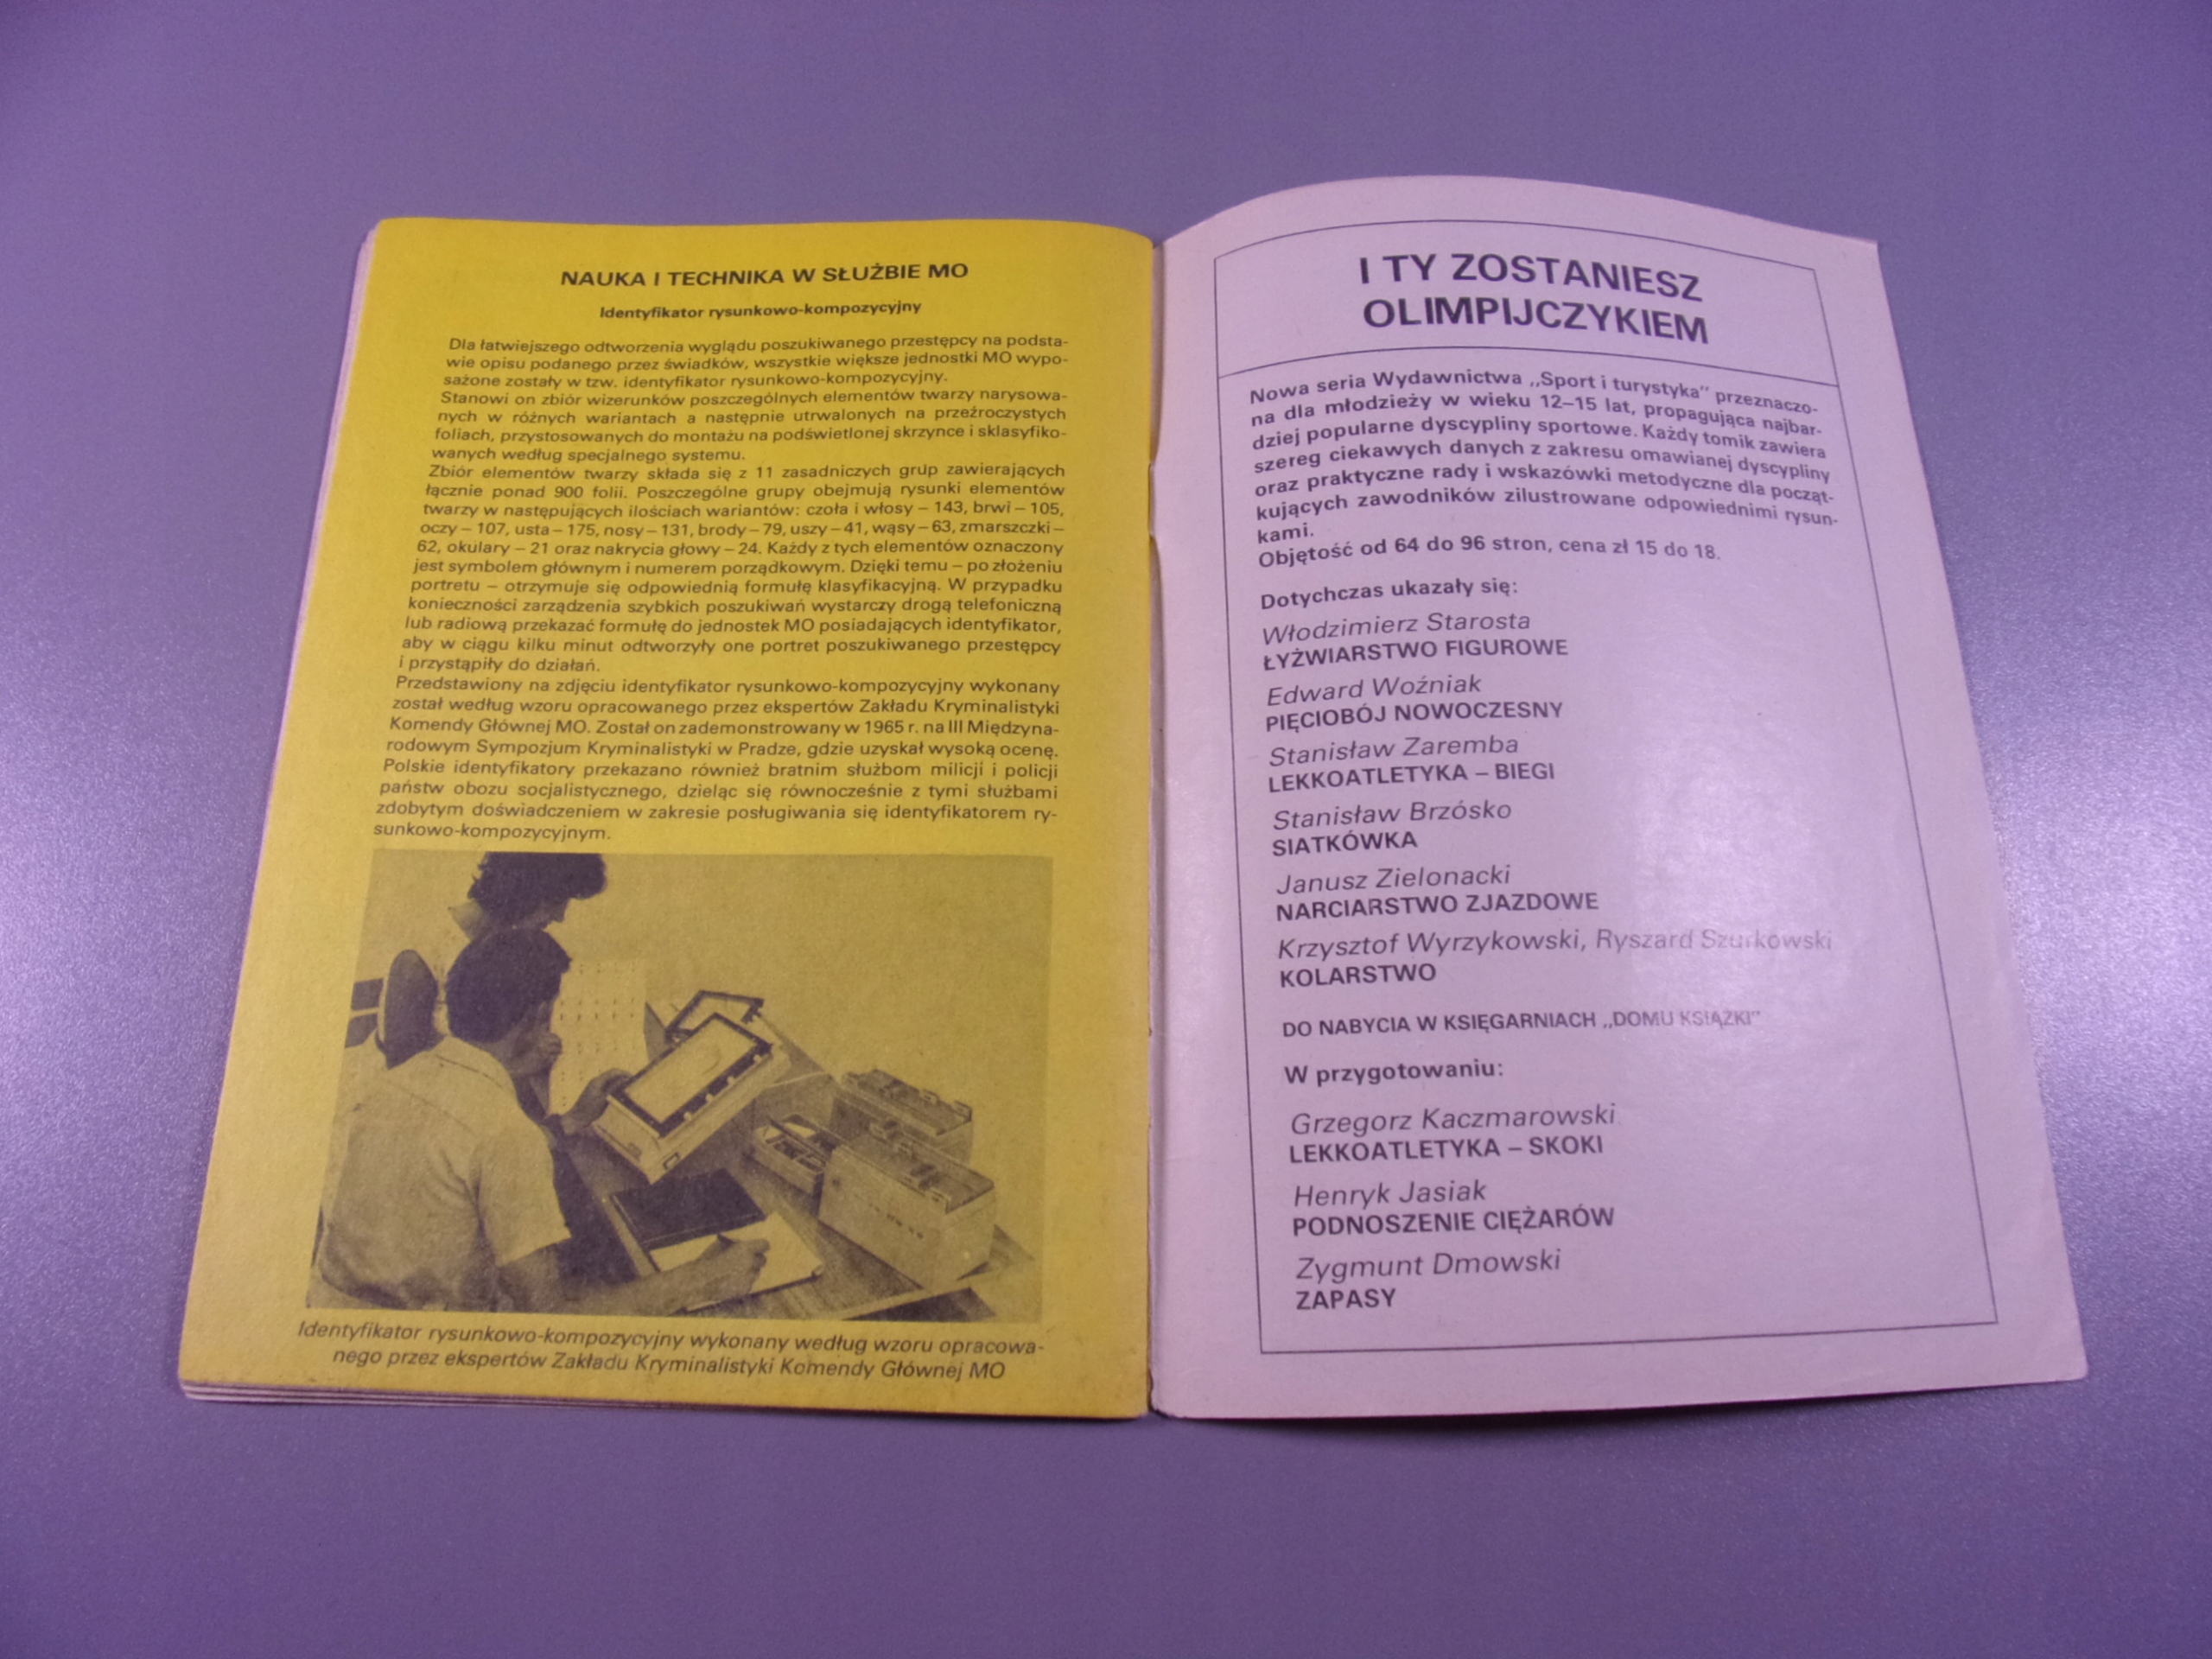 NAUKA I TECHNIKA W SŁUŻBIE MO
Identyfikator rysunkowo-kompozycyjny
Dla łatwiejszego odtworzenia wyglądu poszukiwanego przestępcy na podsta-
wie opisu podanego przez świadków, wszystkie większe jednostki MO wypo-
sażone zostały w tzw. identyfikator rysunkowo-kompozycyjny.
Stanowi on zbiór wizerunków poszczególnych elementów twarzy narysowa-
nych w różnych wariantach a następnie utrwalonych na przeźroczystych
foliach, przystosowanych do montażu na podświetlonej skrzynce i sklasyfiko-
wanych według specjalnego systemu.
Zbiór elementów twarzy składa się z 11 zasadniczych grup zawierających
łącznie ponad 900 folii. Poszczególne grupy obejmują rysunki elementów
twarzy w następujących ilościach wariantów: czoła i włosy – 143, brwi – 105,
oczy – 107, usta – 175, nosy – 131, brody – 79, uszy – 41, wąsy – 63, zmarszczki –
62, okulary – 21 oraz nakrycia głowy – 24. Każdy z tych elementów oznaczony
jest symbolem głównym i numerem porządkowym. Dzięki temu – po złożeniu
portretu – otrzymuje się odpowiednią formułę klasyfikacyjną. W przypadku
konieczności zarządzenia szybkich poszukiwań wystarczy drogą telefoniczną
lub radiową przekazać formułę do jednostek MO posiadających identyfikator,
aby w ciągu kilku minut odtworzyły one portret poszukiwanego przestępcy
i przystąpiły do działań.
Przedstawiony na zdjęciu identyfikator rysunkowo-kompozycyjny wykonany
został według wzoru opracowanego przez ekspertów Zakładu Kryminalistyki
Komendy Głównej MO. Został on zademonstrowany w 1965 r. na III Międzyna-
rodowym Sympozjum Kryminalistyki w Pradze, gdzie uzyskał wysoką ocenę.
Polskie identyfikatory przekazano również bratnim służbom milicji i policji
państw obozu socjalistycznego, dzieląc się równocześnie z tymi służbami
zdobytym doświadczeniem w zakresie posługiwania się identyfikatorem ry-
sunkowo-kompozycyjnym.
Identyfikator rysunkowo-kompozycyjny wykonany według wzoru opracowa-
nego przez ekspertów Zakładu Kryminalistyki Komendy Głównej MO
I TY ZOSTANIESZ
OLIMPIJCZYKIEM
Nowa seria Wydawnictwa „Sport i turystyka" przeznaczo-
na dla młodzieży w wieku 12–15 lat, propagująca najbar-
dziej popularne dyscypliny sportowe. Każdy tomik zawiera
szereg ciekawych danych z zakresu omawianej dyscypliny
oraz praktyczne rady i wskazówki metodyczne dla począt-
kujących zawodników zilustrowane odpowiednimi rysun-
kami.
Objętość od 64 do 96 stron, cena zł 15 do 18.
Dotychczas ukazały się:
Włodzimierz Starosta
ŁYŻWIARSTWO FIGUROWE
Edward Woźniak
PIĘCIOBÓJ NOWOCZESNY
Stanisław Zaremba
LEKKOATLETYKA – BIEGI
Stanisław Brzósko
SIATKÓWKA
Janusz Zielonacki
NARCIARSTWO ZJAZDOWE
Krzysztof Wyrzykowski, Ryszard Szurkowski
KOLARSTWO
DO NABYCIA W KSIĘGARNIACH „DOMU KSIĄŻKI"
W przygotowaniu:
Grzegorz Kaczmarowski
LEKKOATLETYKA – SKOKI
Henryk Jasiak
PODNOSZENIE CIĘŻARÓW
Zygmunt Dmowski
ZAPASY